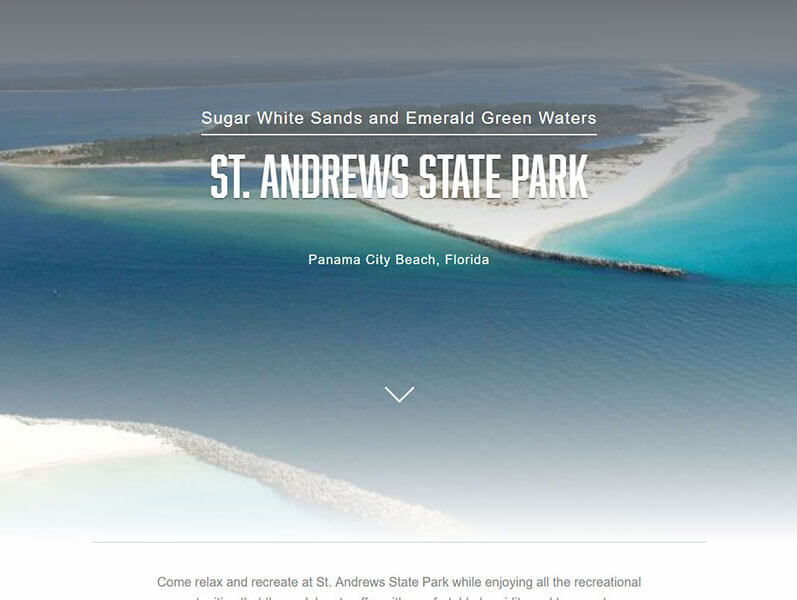 Sugar White Sands and Emerald Green Waters
ST. ANDREWS STATE PARK
Panama City Beach, Florida
Come relax and recreate at St. Andrews State Park while enjoying all the recreational